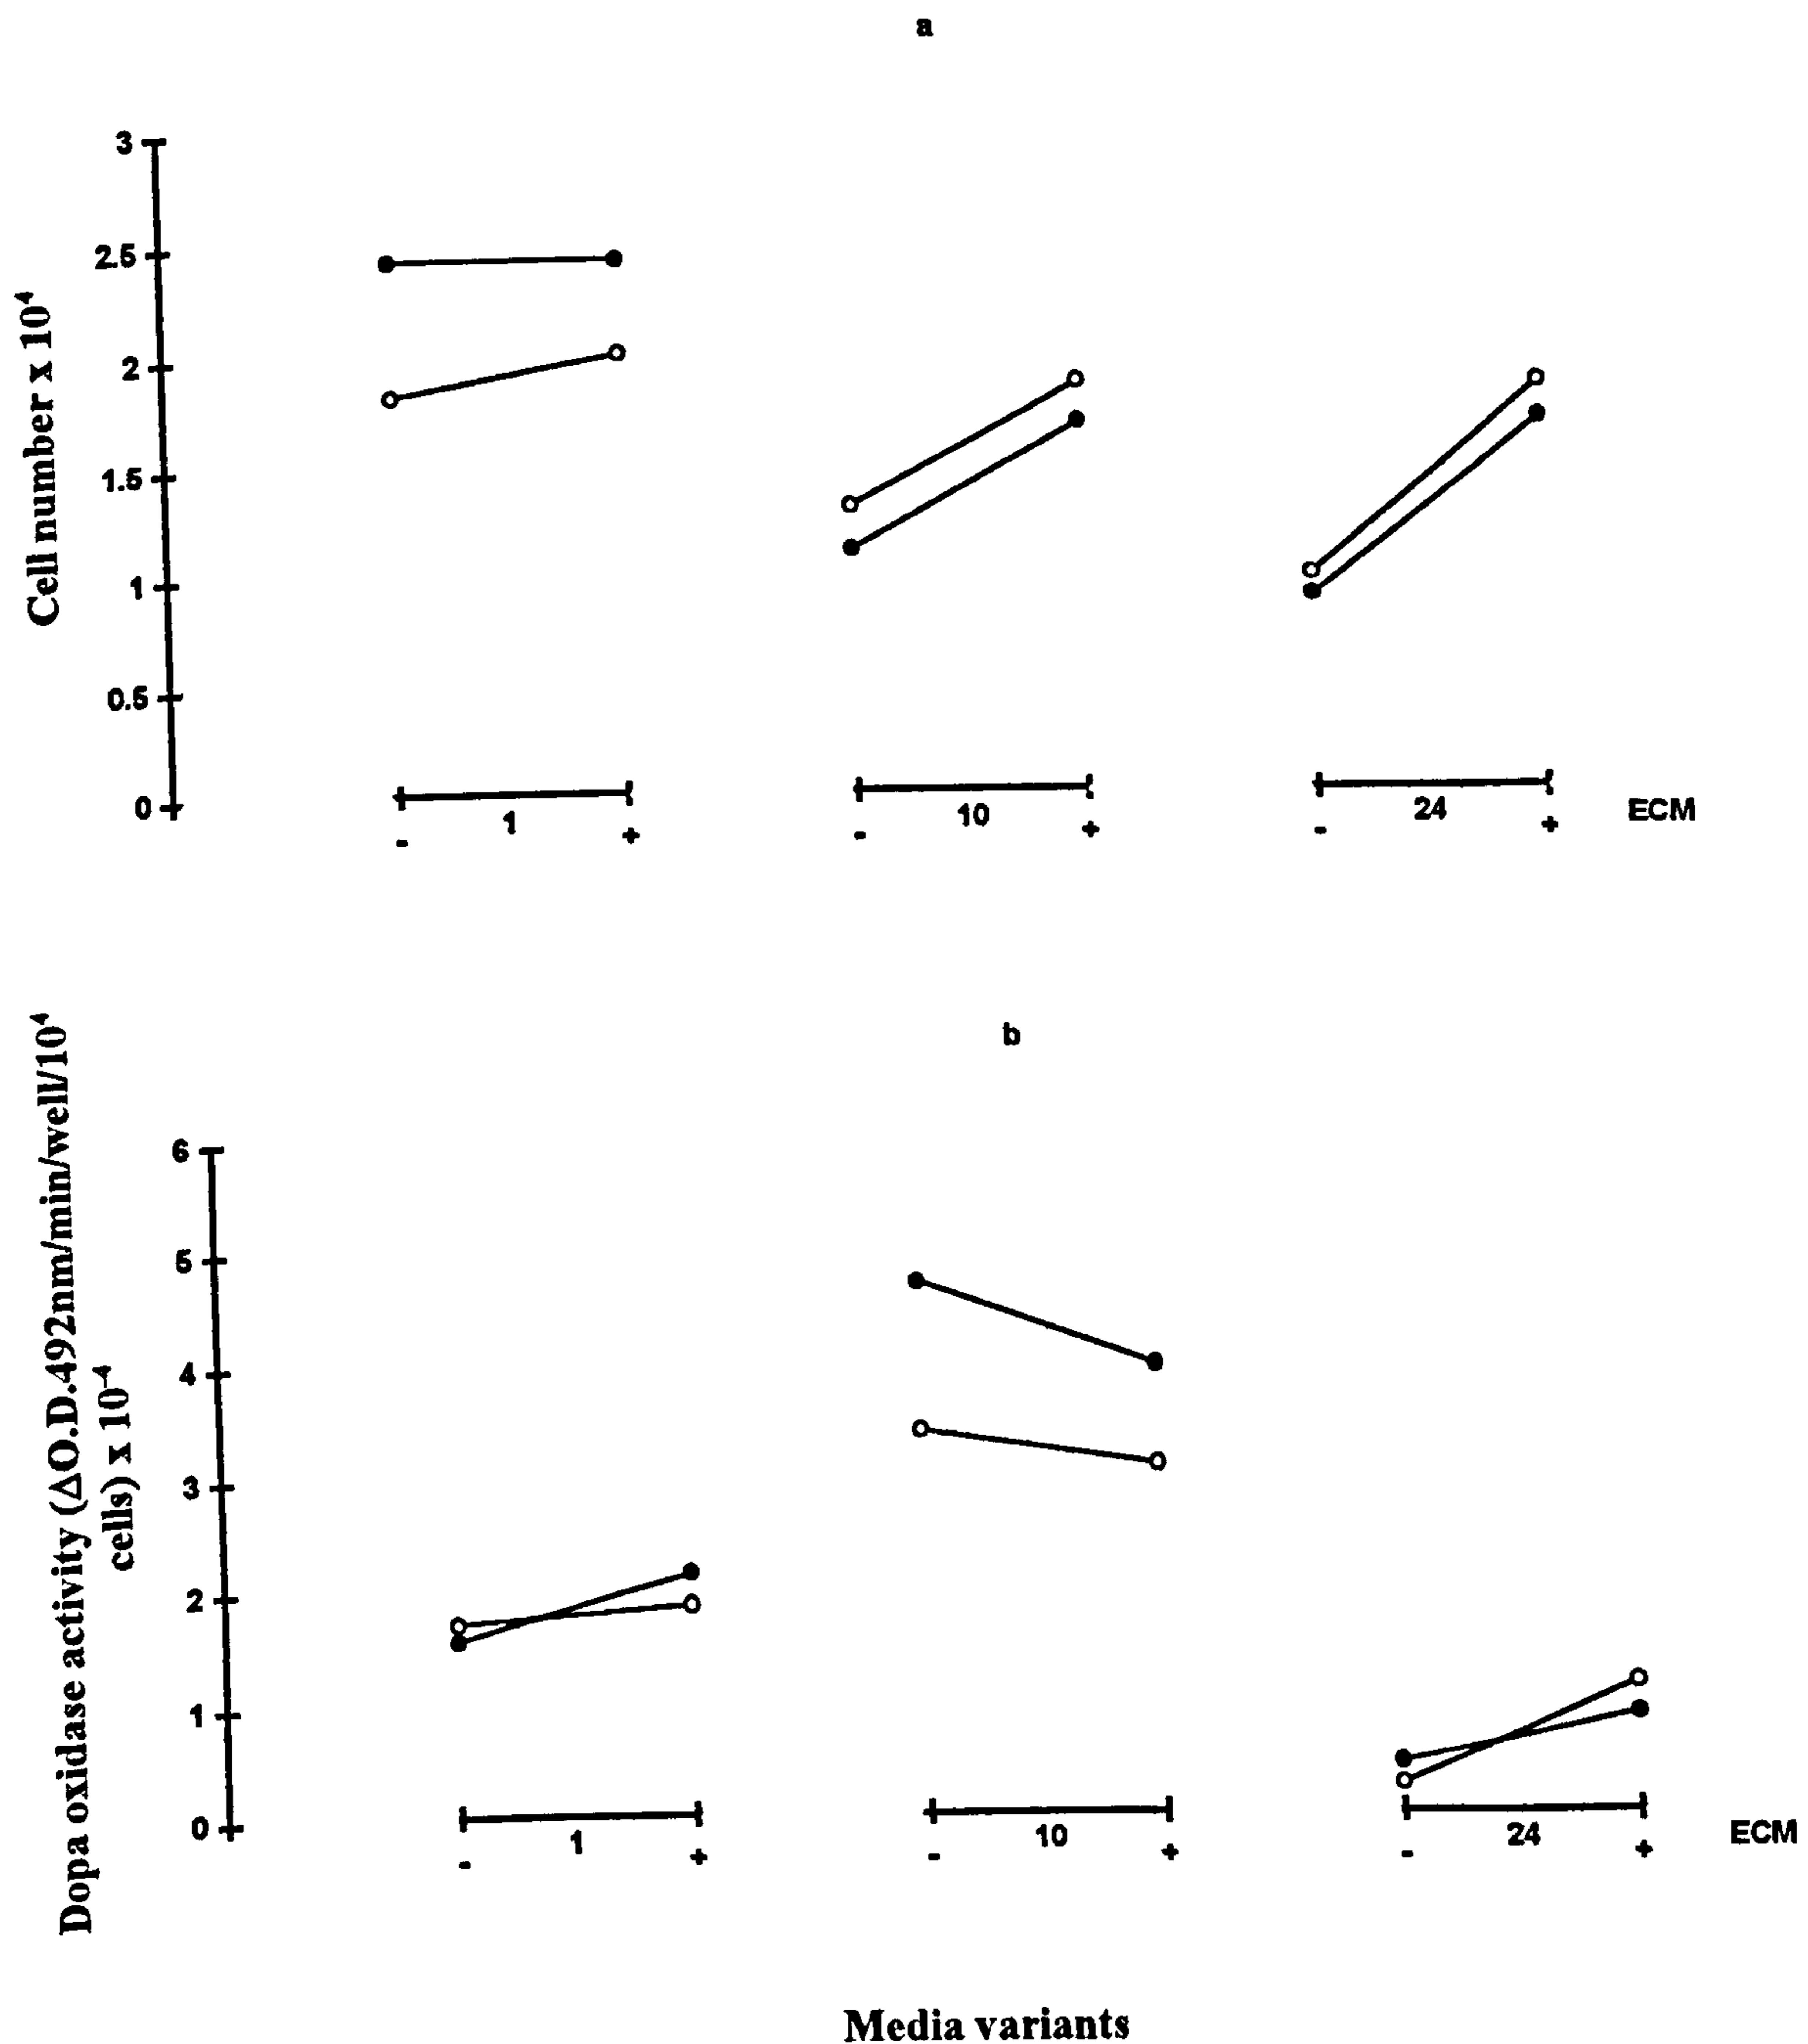 a
Cell number x 10⁴
3
2.5
2
1.5
1
0.5
0
1
10
24
ECM
- + - + - +
b
Dopa oxidase activity (ΔO.D.492nm/min/well/10⁴
cells) x 10⁻⁴
6
5
4
3
2
1
0
1
10
24
ECM
- + - + - +
Media variants